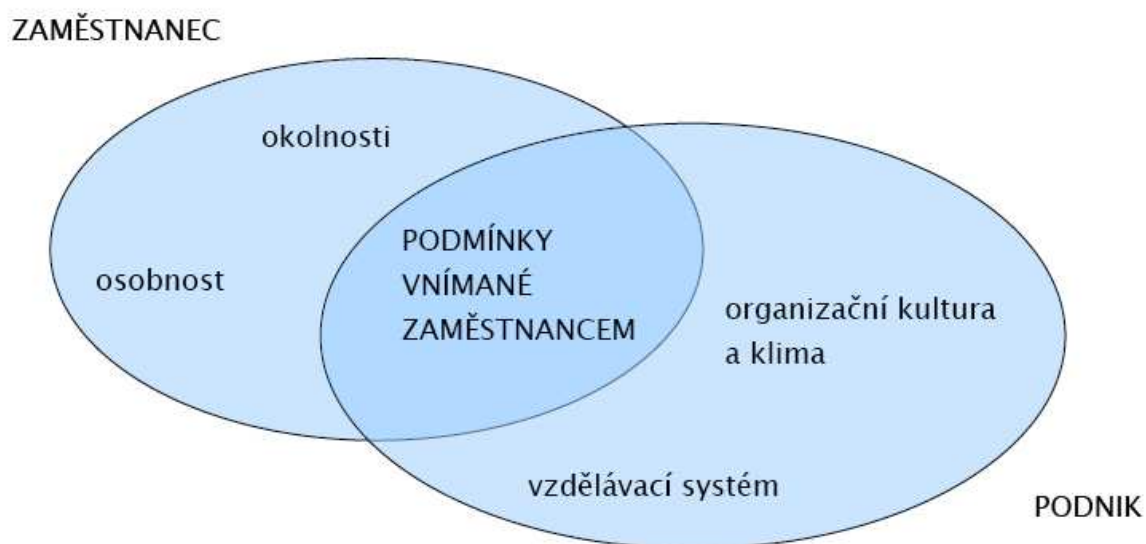 ZAMĚSTNANEC
okolnosti
osobnost
PODMÍNKY
VNÍMANÉ
ZAMĚSTNANCEM
organizační kultura
a klima
vzdělávací systém
PODNIK